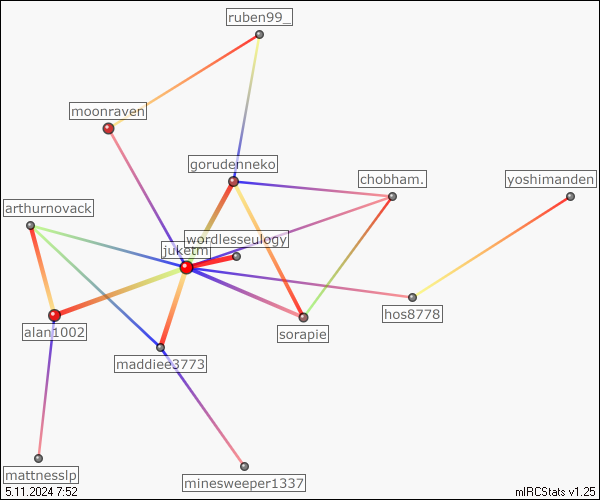 ruben99_
moonraven
gorudenneko
chobham.
yoshimanden
arthurnovack
wordlesseulogy
juketm
hos8778
alan1002
sorapie
maddiee3773
mattnesslp
minesweeper1337
5.11.2024 7:52
mIRCStats v1.25